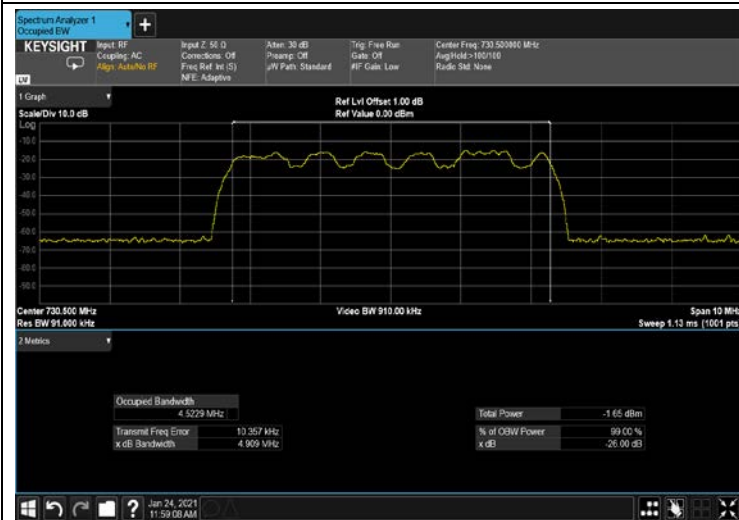 Spectrum Analyzer 1
Occupied BW
KEYSIGHT
Input: RF
Coupling: AC
Align: Auto/No RF
Input Z: 50 Ω
Corrections: Off
Freq Ref: Int (S)
NFE: Adaptive
Atten: 30 dB
Preamp: Off
µW Path: Standard
Trig: Free Run
Gate: Off
#IF Gain: Low
Center Freq: 730.500000 MHz
Avg|Hold:>100/100
Radio Std: None
1 Graph
Scale/Div 10.0 dB
Ref Lvl Offset 1.00 dB
Ref Value 0.00 dBm
Log
-10.0
-20.0
-30.0
-40.0
-50.0
-60.0
-70.0
-80.0
-90.0
Center 730.500 MHz
Res BW 91.000 kHz
Video BW 910.00 kHz
Span 10 MHz
Sweep 1.13 ms (1001 pts)
2 Metrics
Occupied Bandwidth
4.5229 MHz
Transmit Freq Error 10.357 kHz
x dB Bandwidth 4.909 MHz
Total Power -1.65 dBm
% of OBW Power 99.00 %
x dB -26.00 dB
Jan 24, 2021
11:59:08 AM